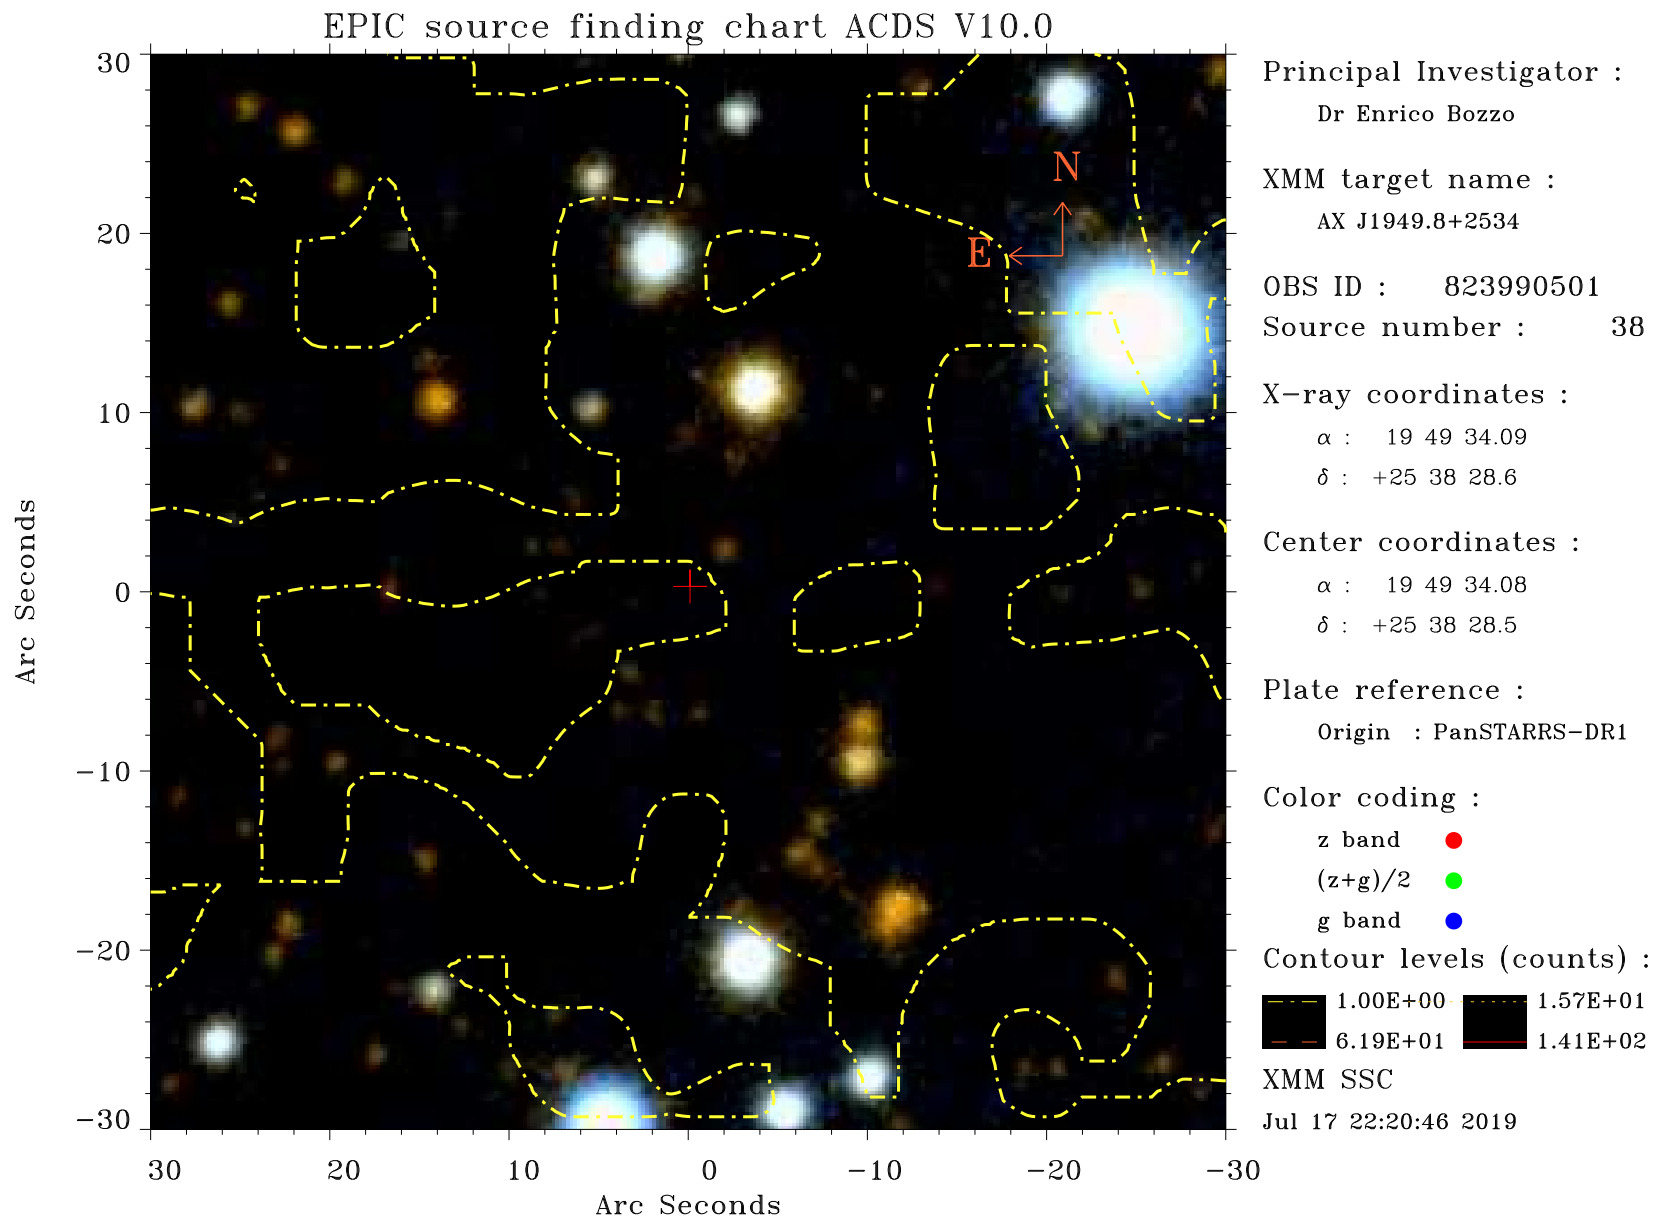 EPIC source finding chart ACDS V10.0
30
20
10
0
-10
-20
-30
Arc Seconds
N
E
30 20 10 0 -10 -20 -30
Arc Seconds
Principal Investigator :
Dr Enrico Bozzo
XMM target name :
AX J1949.8+2534
OBS ID : 823990501
Source number : 38
X-ray coordinates :
α : 19 49 34.09
δ : +25 38 28.6
Center coordinates :
α : 19 49 34.08
δ : +25 38 28.5
Plate reference :
Origin : PanSTARRS-DR1
Color coding :
z band
(z+g)/2
g band
Contour levels (counts) :
1.00E+00 1.57E+01
6.19E+01 1.41E+02
XMM SSC
Jul 17 22:20:46 2019